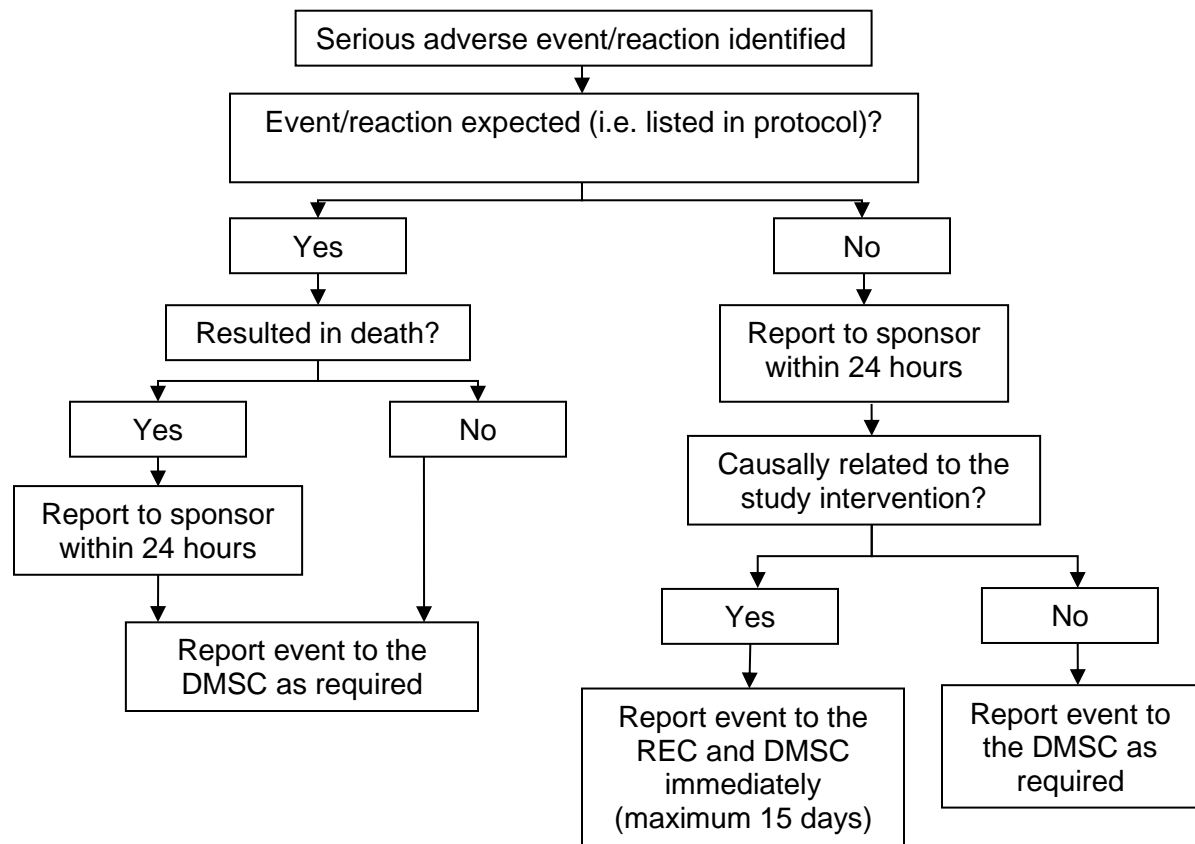 Serious adverse event/reaction identified
Event/reaction expected (i.e. listed in protocol)?
Yes
No
Resulted in death?
Report to sponsor
within 24 hours
Yes
No
Causally related to the
study intervention?
Report to sponsor
within 24 hours
Yes
No
Report event to the
DMSC as required
Report event to the
REC and DMSC
immediately
(maximum 15 days)
Report event to
the DMSC as
required